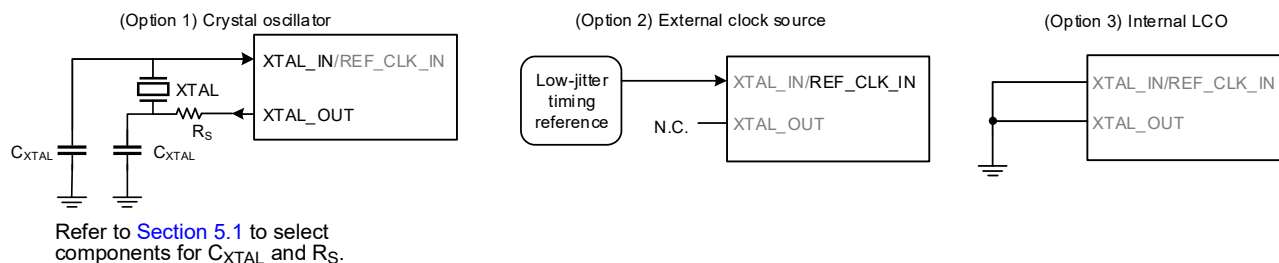 (Option 1) Crystal oscillator
XTAL_IN/REF_CLK_IN
XTAL
XTAL_OUT
RS
CXTAL
CXTAL
Refer to Section 5.1 to select
components for CXTAL and RS.
(Option 2) External clock source
Low-jitter
timing
reference
XTAL_IN/REF_CLK_IN
N.C.
XTAL_OUT
(Option 3) Internal LCO
XTAL_IN/REF_CLK_IN
XTAL_OUT